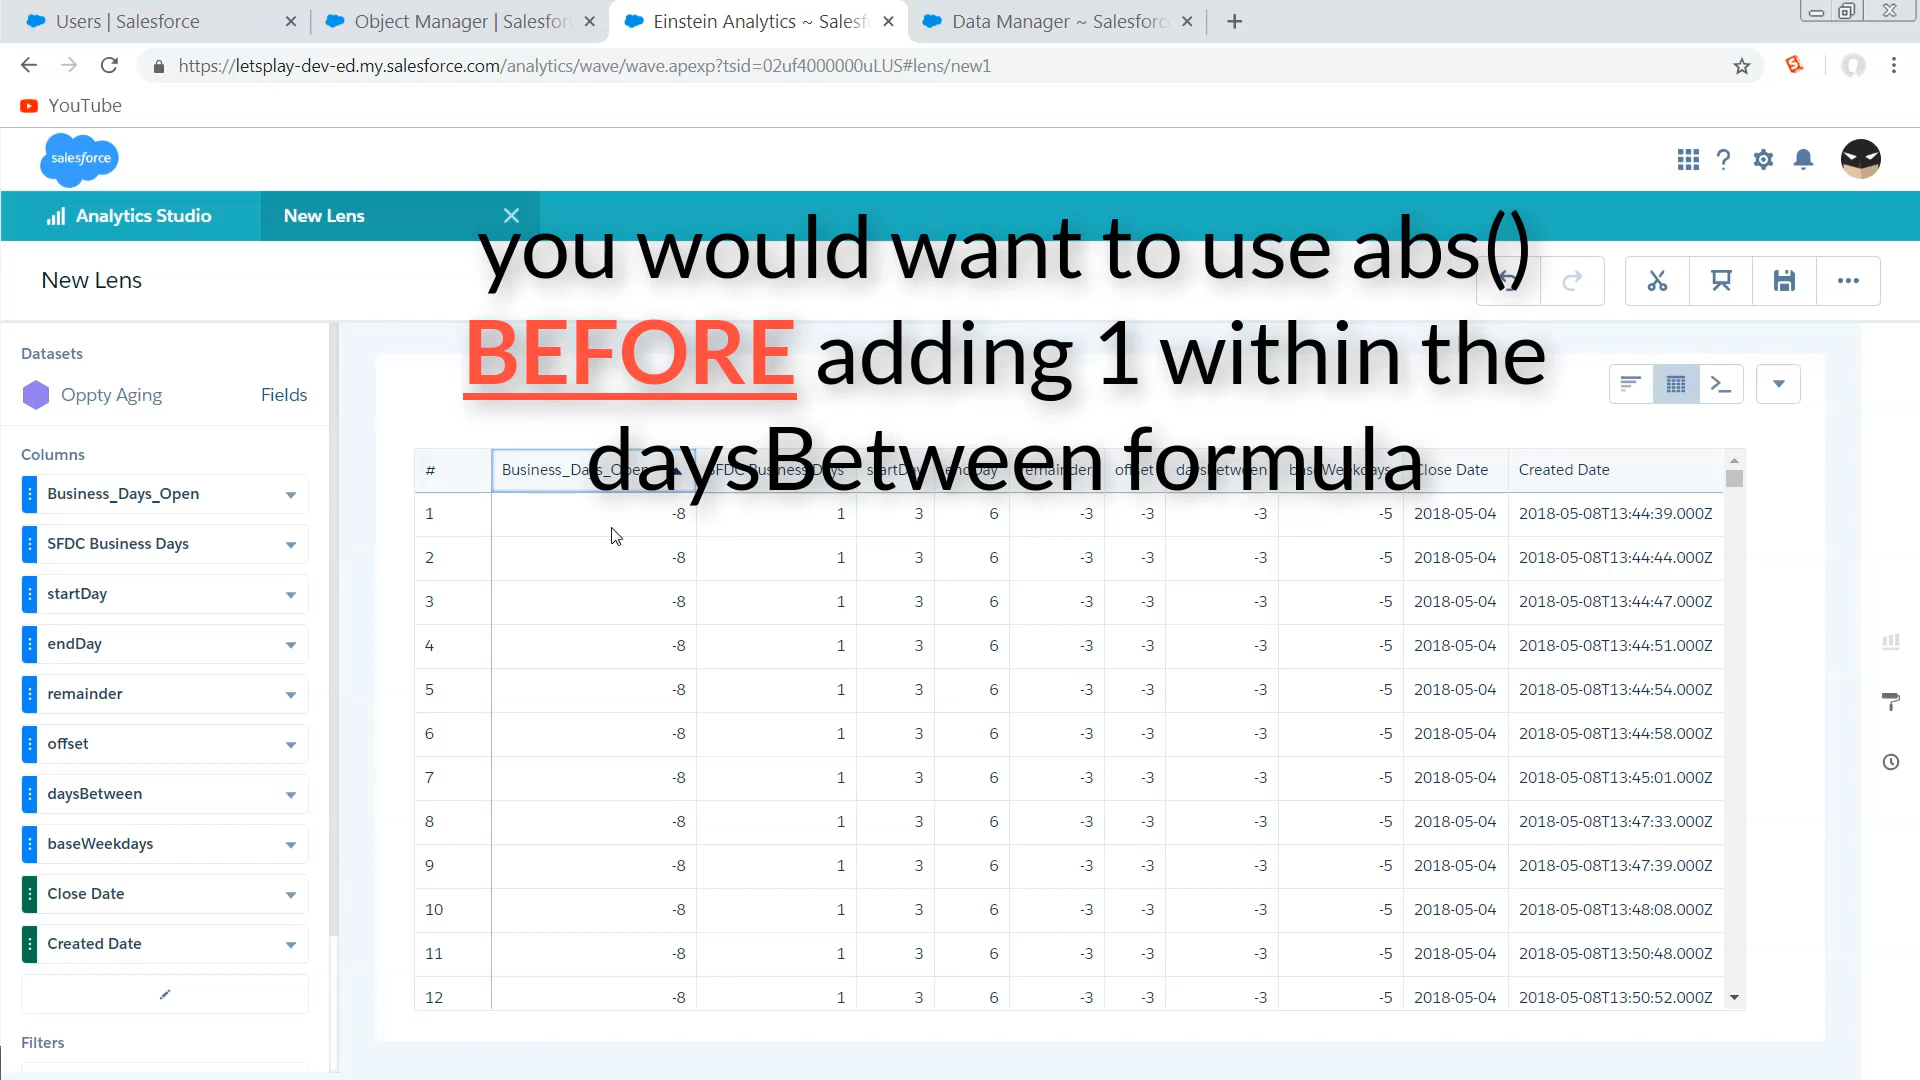 Users | Salesforce
Object Manager | Salesfor
Einstein Analytics ~ Salesf
Data Manager ~ Salesforc
https://letsplay-dev-ed.my.salesforce.com/analytics/wave/wave.apexp?tsid=02uf4000000uLUS#lens/new1
YouTube
salesforce
Analytics Studio
New Lens
New Lens
you would want to use abs()
BEFORE adding 1 within the
daysBetween formula
Datasets
Oppty Aging Fields
Columns
Business_Days_Open
SFDC Business Days
startDay
endDay
remainder
offset
daysBetween
baseWeekdays
Close Date
Created Date
Filters
# Business_Days_Open SFDC Business Days startDay endDay remainder offset daysBetween baseWeekdays Close Date Created Date
1 -8 1 3 6 -3 -3 -3 -5 2018-05-04 2018-05-08T13:44:39.000Z
2 -8 1 3 6 -3 -3 -3 -5 2018-05-04 2018-05-08T13:44:44.000Z
3 -8 1 3 6 -3 -3 -3 -5 2018-05-04 2018-05-08T13:44:47.000Z
4 -8 1 3 6 -3 -3 -3 -5 2018-05-04 2018-05-08T13:44:51.000Z
5 -8 1 3 6 -3 -3 -3 -5 2018-05-04 2018-05-08T13:44:54.000Z
6 -8 1 3 6 -3 -3 -3 -5 2018-05-04 2018-05-08T13:44:58.000Z
7 -8 1 3 6 -3 -3 -3 -5 2018-05-04 2018-05-08T13:45:01.000Z
8 -8 1 3 6 -3 -3 -3 -5 2018-05-04 2018-05-08T13:47:33.000Z
9 -8 1 3 6 -3 -3 -3 -5 2018-05-04 2018-05-08T13:47:39.000Z
10 -8 1 3 6 -3 -3 -3 -5 2018-05-04 2018-05-08T13:48:08.000Z
11 -8 1 3 6 -3 -3 -3 -5 2018-05-04 2018-05-08T13:50:48.000Z
12 -8 1 3 6 -3 -3 -3 -5 2018-05-04 2018-05-08T13:50:52.000Z